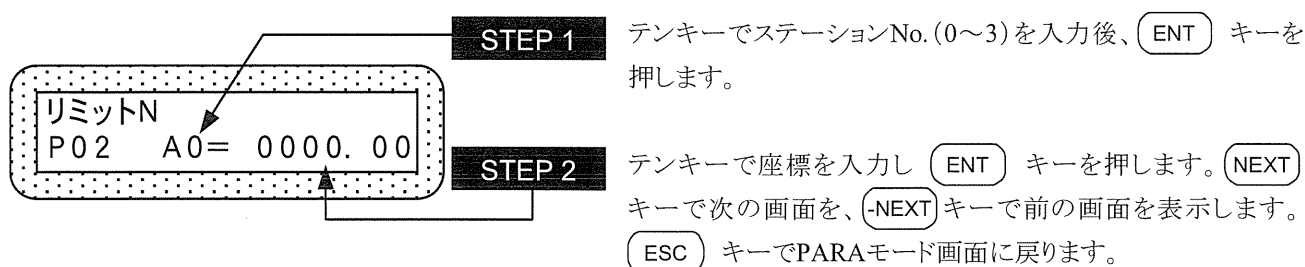 STEP 1
テンキーでステーションNo.(0～3)を入力後、ENT キーを
押します。
リミットN
P02 A0= 0000. 00
STEP 2
テンキーで座標を入力し ENT キーを押します。NEXT
キーで次の画面を、-NEXTキーで前の画面を表示します。
ESC キーでPARAモード画面に戻ります。